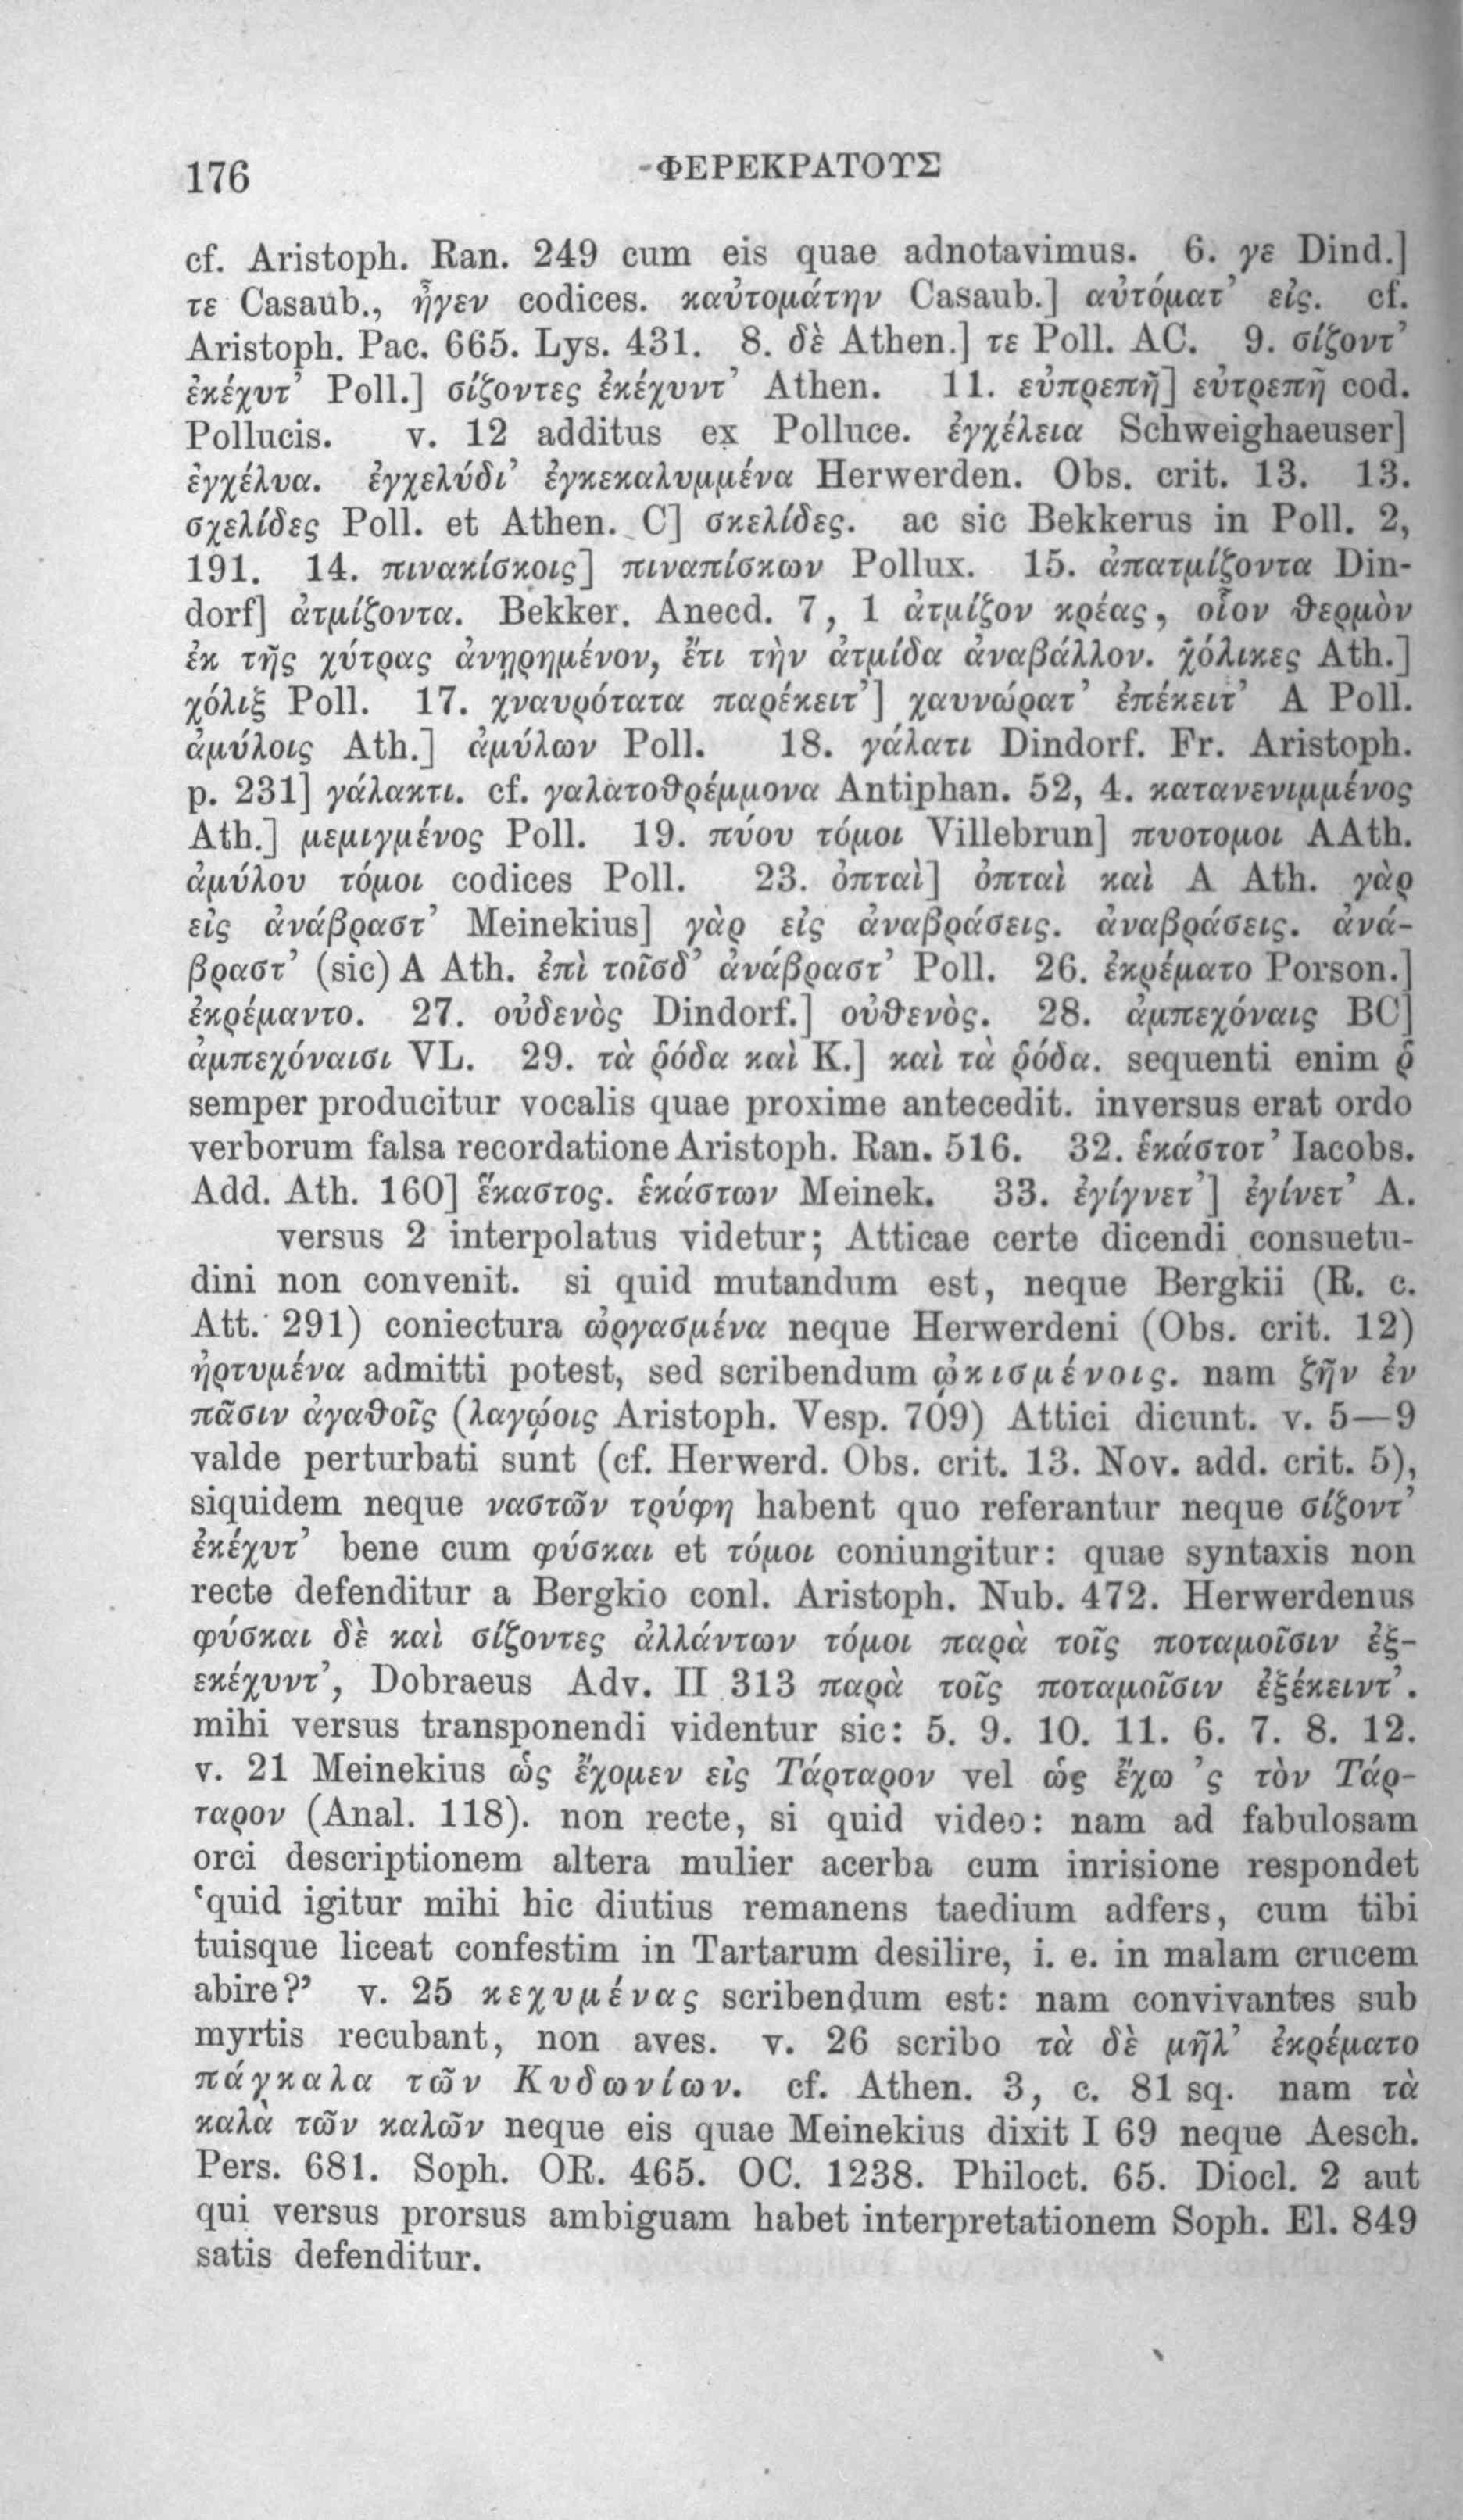 176
ΦΕΡΕΚΡΑΤΟΥΣ
cf. Aristoph. Ran. 249 cum eis quae adnotavimus. 6. γε Dind.]
τε Casaub., ἦγεν codices. καὐτομάτην Casaub.] αὐτόματ’ εἰς. cf.
Aristoph. Pac. 665. Lys. 431. 8. δὲ Athen.] τε Poll. AC. 9. σίζοντ’
ἐκέχυτ’ Poll.] σίζοντες ἐκέχυντ’ Athen. 11. εὐπρεπῆ] εὐτρεπῆ cod.
Pollucis. v. 12 additus ex Polluce. ἐγχέλεια Schweighaeuser]
ἐγχέλυα. ἐγχελύδι’ ἐγκεκαλυμμένα Herwerden. Obs. crit. 13. 13.
σχελίδες Poll. et Athen. C] σκελίδες. ac sic Bekkerus in Poll. 2,
191. 14. πινακίσκοις] πιναπίσκων Pollux. 15. ἀπατμίζοντα Din-
dorf] ἀτμίζοντα. Bekker. Anecd. 7, 1 ἀτμίζον κρέας, οἷον θερμὸν
ἐκ τῆς χύτρας ἀνῃρημένον, ἔτι τὴν ἀτμίδα ἀναβάλλον. χόλικες Ath.]
χόλιξ Poll. 17. χναυρότατα παρέκειτ’] χαυνώρατ’ ἐπέκειτ’ A Poll.
ἀμύλοις Ath.] ἀμύλων Poll. 18. γάλατι Dindorf. Fr. Aristoph.
p. 231] γάλακτι. cf. γαλατοθρέμμονα Antiphan. 52, 4. κατανενιμμένος
Ath.] μεμιγμένος Poll. 19. πύου τόμοι Villebrun] πυοτομοι AAth.
ἀμύλου τόμοι codices Poll. 23. ὀπταὶ] ὀπταὶ καὶ A Ath. γὰρ
εἰς ἀνάβραστ’ Meinekius] γὰρ εἰς ἀναβράσεις. ἀναβράσεις. ἀνά-
βραστ’ (sic) A Ath. ἐπὶ τοῖσδ’ ἀνάβραστ’ Poll. 26. ἐκρέματο Porson.]
ἐκρέμαντο. 27. οὐδενὸς Dindorf.] οὐθενὸς. 28. ἀμπεχόναις BC]
ἀμπεχόναισι VL. 29. τὰ ῥόδα καὶ K.] καὶ τὰ ῥόδα. sequenti enim ῥ
semper producitur vocalis quae proxime antecedit. inversus erat ordo
verborum falsa recordatione Aristoph. Ran. 516. 32. ἑκάστοτ’ Iacobs.
Add. Ath. 160] ἕκαστος. ἑκάστων Meinek. 33. ἐγίγνετ’] ἐγίνετ’ A.
versus 2 interpolatus videtur; Atticae certe dicendi consuetu-
dini non convenit. si quid mutandum est, neque Bergkii (R. c.
Att. 291) coniectura ὠργασμένα neque Herwerdeni (Obs. crit. 12)
ἠρτυμένα admitti potest, sed scribendum ᾠκισμένοις. nam ζῆν ἐν
πᾶσιν ἀγαθοῖς (λαγῴοις Aristoph. Vesp. 709) Attici dicunt. v. 5—9
valde perturbati sunt (cf. Herwerd. Obs. crit. 13. Nov. add. crit. 5),
siquidem neque ναστῶν τρύφη habent quo referantur neque σίζοντ’
ἐκέχυτ’ bene cum φύσκαι et τόμοι coniungitur: quae syntaxis non
recte defenditur a Bergkio conl. Aristoph. Nub. 472. Herwerdenus
φύσκαι δὲ καὶ σίζοντες ἀλλάντων τόμοι παρὰ τοῖς ποταμοῖσιν ἐξ-
εκέχυντ’, Dobraeus Adv. II 313 παρὰ τοῖς ποταμοῖσιν ἐξέκειντ’.
mihi versus transponendi videntur sic: 5. 9. 10. 11. 6. 7. 8. 12.
v. 21 Meinekius ὡς ἔχομεν εἰς Τάρταρον vel ὡς ἔχω ’ς τὸν Τάρ-
ταρον (Anal. 118). non recte, si quid video: nam ad fabulosam
orci descriptionem altera mulier acerba cum inrisione respondet
‘quid igitur mihi hic diutius remanens taedium adfers, cum tibi
tuisque liceat confestim in Tartarum desilire, i. e. in malam crucem
abire?’ v. 25 κεχυμένας scribendum est: nam convivantes sub
myrtis recubant, non aves. v. 26 scribo τὰ δὲ μῆλ’ ἐκρέματο
πάγκαλα τῶν Κυδωνίων. cf. Athen. 3, c. 81 sq. nam τὰ
καλὰ τῶν καλῶν neque eis quae Meinekius dixit I 69 neque Aesch.
Pers. 681. Soph. OR. 465. OC. 1238. Philoct. 65. Diocl. 2 aut
qui versus prorsus ambiguam habet interpretationem Soph. El. 849
satis defenditur.